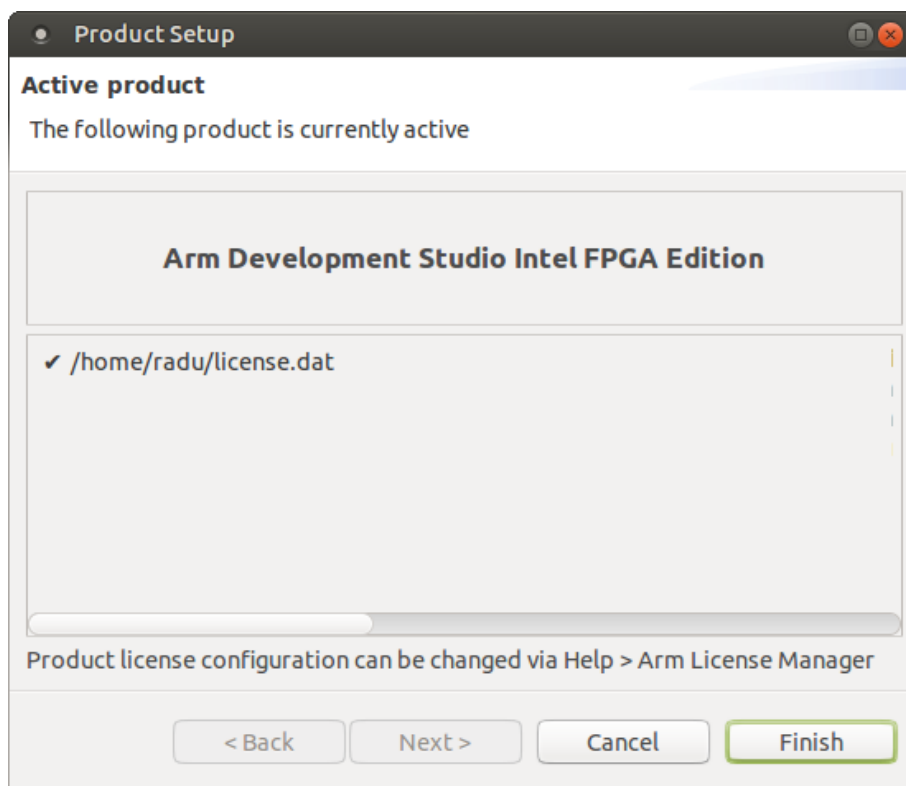 Product Setup
Active product
The following product is currently active
Arm Development Studio Intel FPGA Edition
✔ /home/radu/license.dat
Product license configuration can be changed via Help > Arm License Manager
< Back
Next >
Cancel
Finish